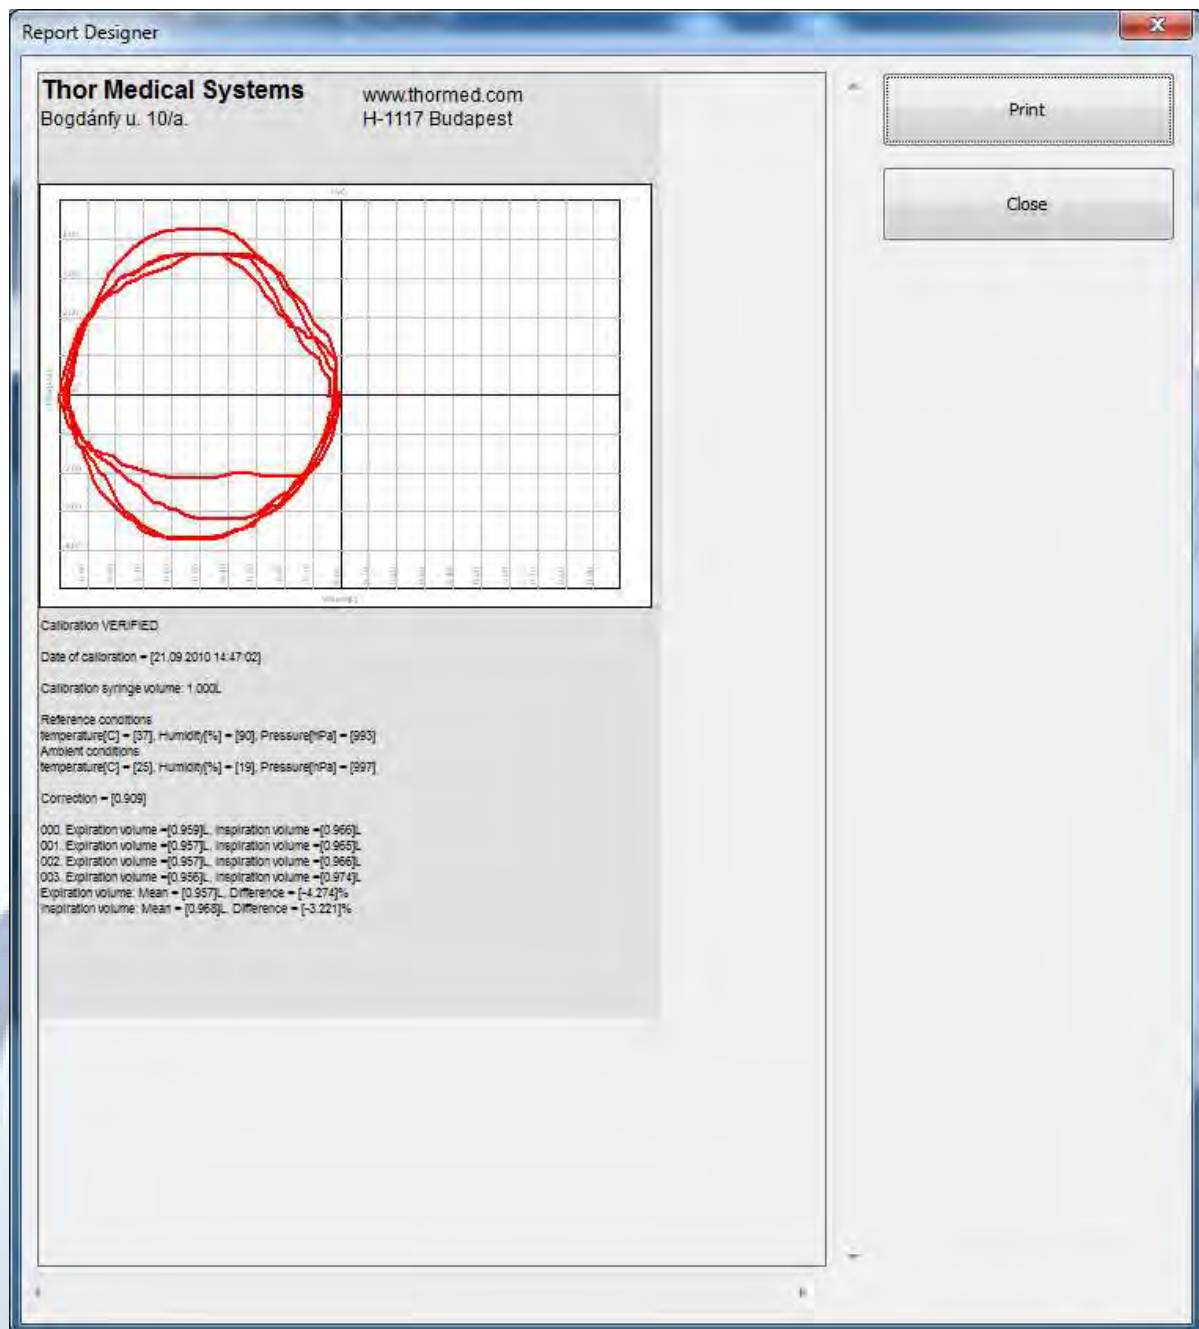 Report Designer
Thor Medical Systems
www.thormed.com
Bogdánfy u. 10/a.
H-1117 Budapest
Print
Close
Calibration VERIFIED
Date of calibration = [21.09.2010 14:47:02]
Calibration syringe volume: 1.000L
Reference conditions
temperature[C] = [37], Humidity[%] = [90], Pressure[hPa] = [993]
Ambient conditions
temperature[C] = [25], Humidity[%] = [19], Pressure[hPa] = [997]
Correction = [0.909]
000. Expiration volume =[0.959]L, Inspiration volume =[0.966]L
001. Expiration volume =[0.957]L, Inspiration volume =[0.965]L
002. Expiration volume =[0.957]L, Inspiration volume =[0.966]L
003. Expiration volume =[0.956]L, Inspiration volume =[0.974]L
Expiration volume: Mean = [0.957]L, Difference = [-4.274]%
Inspiration volume: Mean = [0.968]L, Difference = [-3.221]%